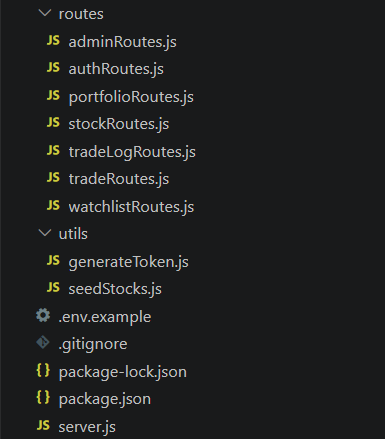 routes
JS adminRoutes.js
JS authRoutes.js
JS portfolioRoutes.js
JS stockRoutes.js
JS tradeLogRoutes.js
JS tradeRoutes.js
JS watchlistRoutes.js
utils
JS generateToken.js
JS seedStocks.js
.env.example
.gitignore
{} package-lock.json
{} package.json
JS server.js